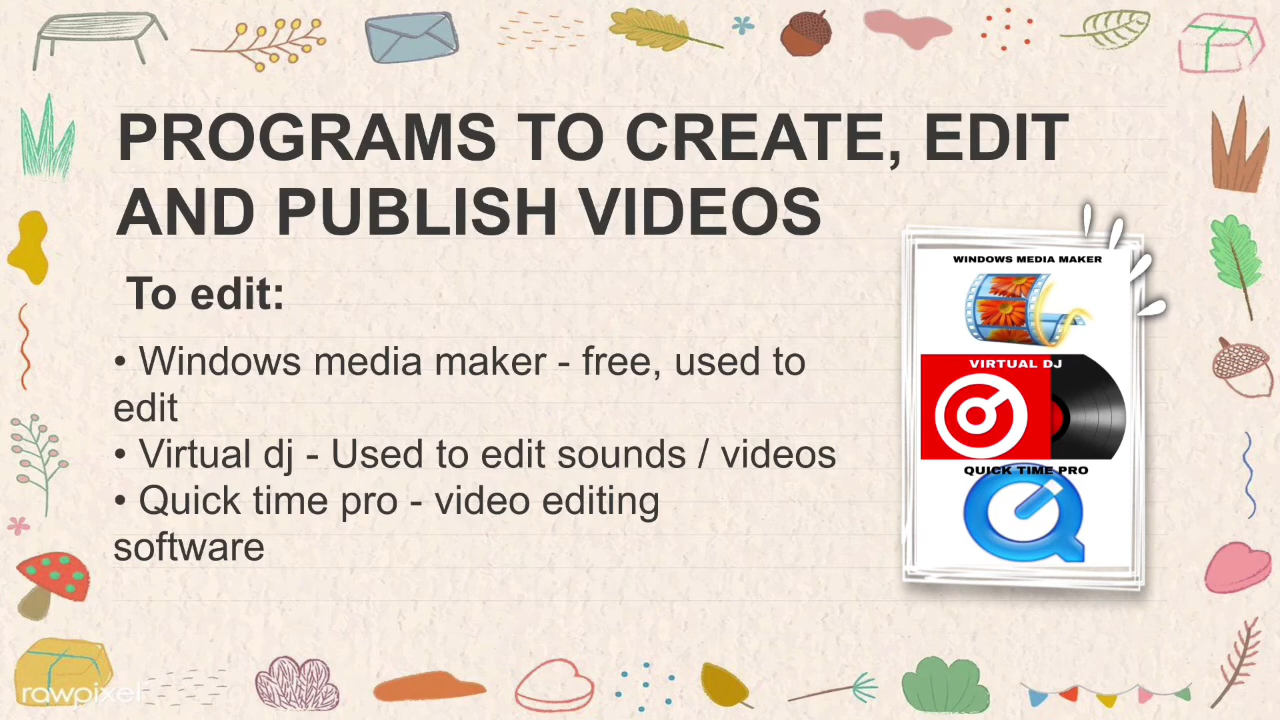 PROGRAMS TO CREATE, EDIT
AND PUBLISH VIDEOS
To edit:
• Windows media maker - free, used to
edit
• Virtual dj - Used to edit sounds / videos
• Quick time pro - video editing
software
WINDOWS MEDIA MAKER
VIRTUAL DJ
QUICK TIME PRO
rawpixel